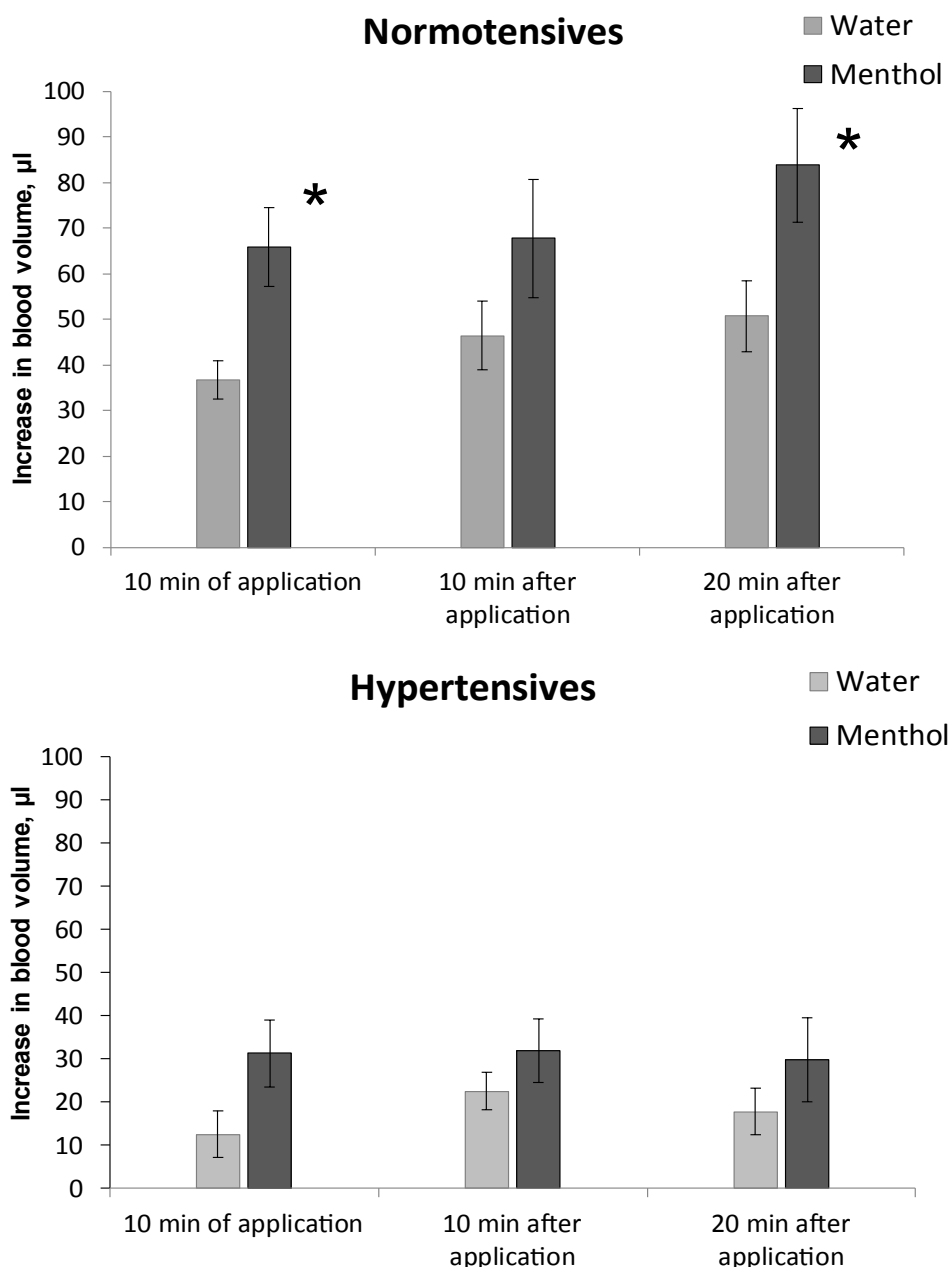 Normotensives
Water
Menthol
Increase in blood volume, µl
100
90
80
70
60
50
40
30
20
10
0
*
*
10 min of application
10 min after
application
20 min after
application
Hypertensives
Water
Menthol
Increase in blood volume, µl
100
90
80
70
60
50
40
30
20
10
0
10 min of application
10 min after
application
20 min after
application